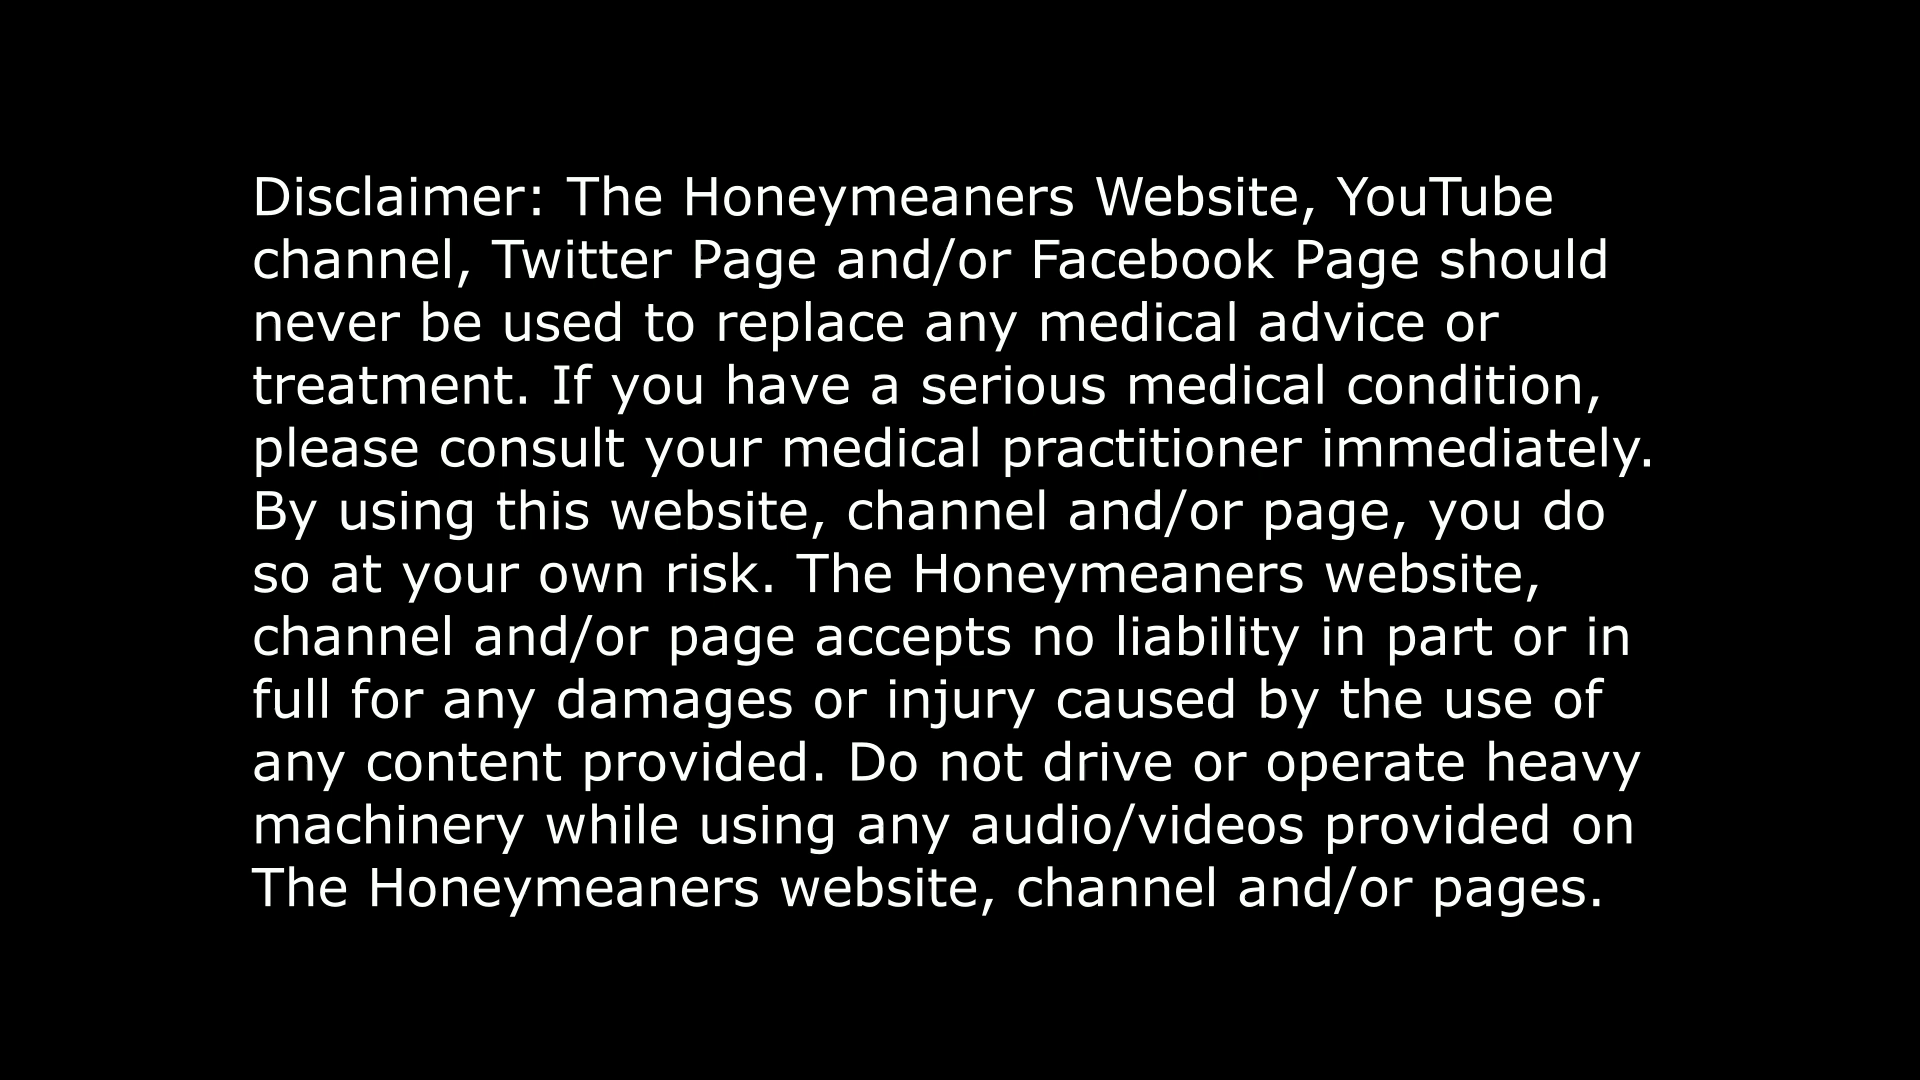 Disclaimer: The Honeymeaners Website, YouTube
channel, Twitter Page and/or Facebook Page should
never be used to replace any medical advice or
treatment. If you have a serious medical condition,
please consult your medical practitioner immediately.
By using this website, channel and/or page, you do
so at your own risk. The Honeymeaners website,
channel and/or page accepts no liability in part or in
full for any damages or injury caused by the use of
any content provided. Do not drive or operate heavy
machinery while using any audio/videos provided on
The Honeymeaners website, channel and/or pages.